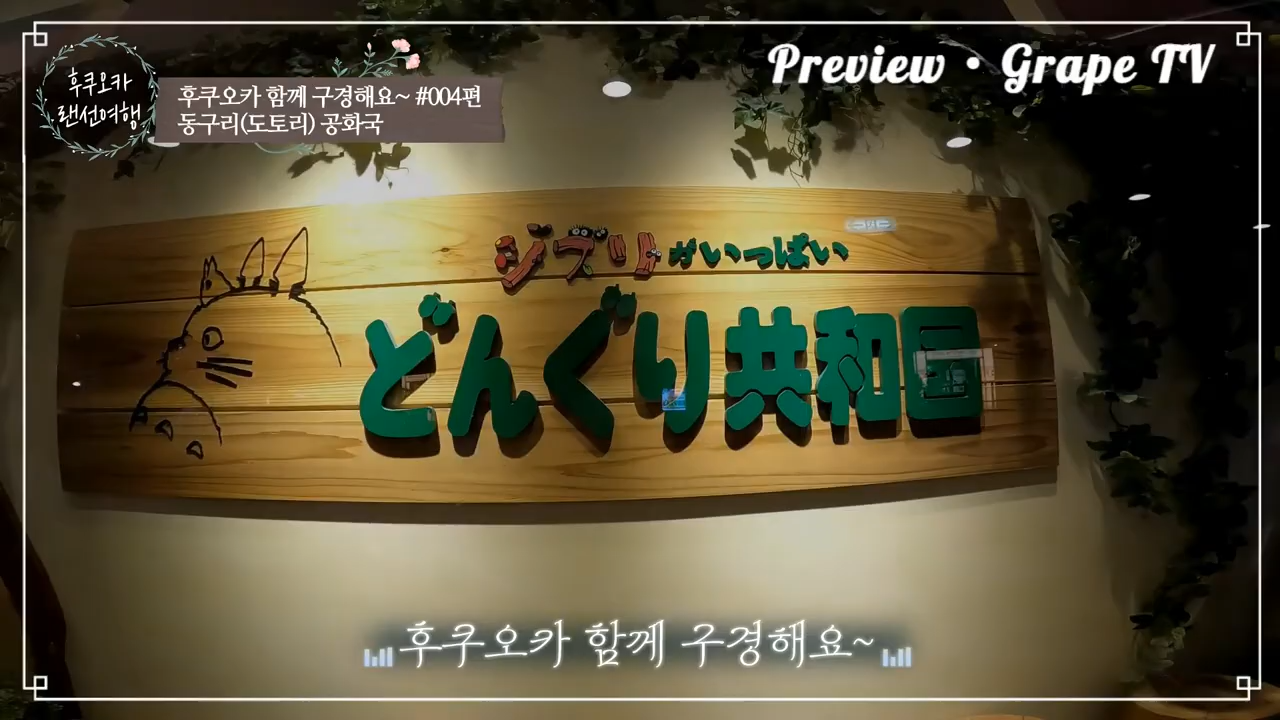 Preview • Grape TV
후쿠오카
랜선여행
후쿠오카 함께 구경해요~ #004편
동구리(도토리) 공화국
ジブリがいっぱい
どんぐり共和国
후쿠오카 함께 구경해요~